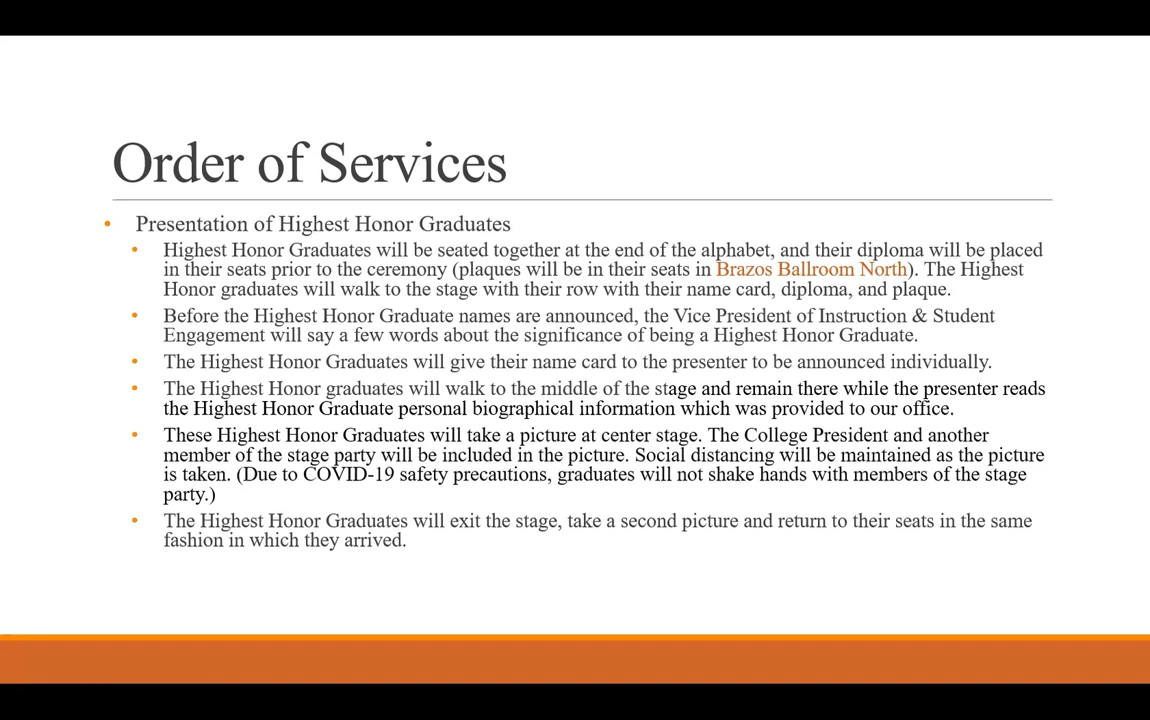 Order of Services
• Presentation of Highest Honor Graduates
• Highest Honor Graduates will be seated together at the end of the alphabet, and their diploma will be placed
in their seats prior to the ceremony (plaques will be in their seats in Brazos Ballroom North). The Highest
Honor graduates will walk to the stage with their row with their name card, diploma, and plaque.
• Before the Highest Honor Graduate names are announced, the Vice President of Instruction & Student
Engagement will say a few words about the significance of being a Highest Honor Graduate.
• The Highest Honor Graduates will give their name card to the presenter to be announced individually.
• The Highest Honor graduates will walk to the middle of the stage and remain there while the presenter reads
the Highest Honor Graduate personal biographical information which was provided to our office.
• These Highest Honor Graduates will take a picture at center stage. The College President and another
member of the stage party will be included in the picture. Social distancing will be maintained as the picture
is taken. (Due to COVID-19 safety precautions, graduates will not shake hands with members of the stage
party.)
• The Highest Honor Graduates will exit the stage, take a second picture and return to their seats in the same
fashion in which they arrived.